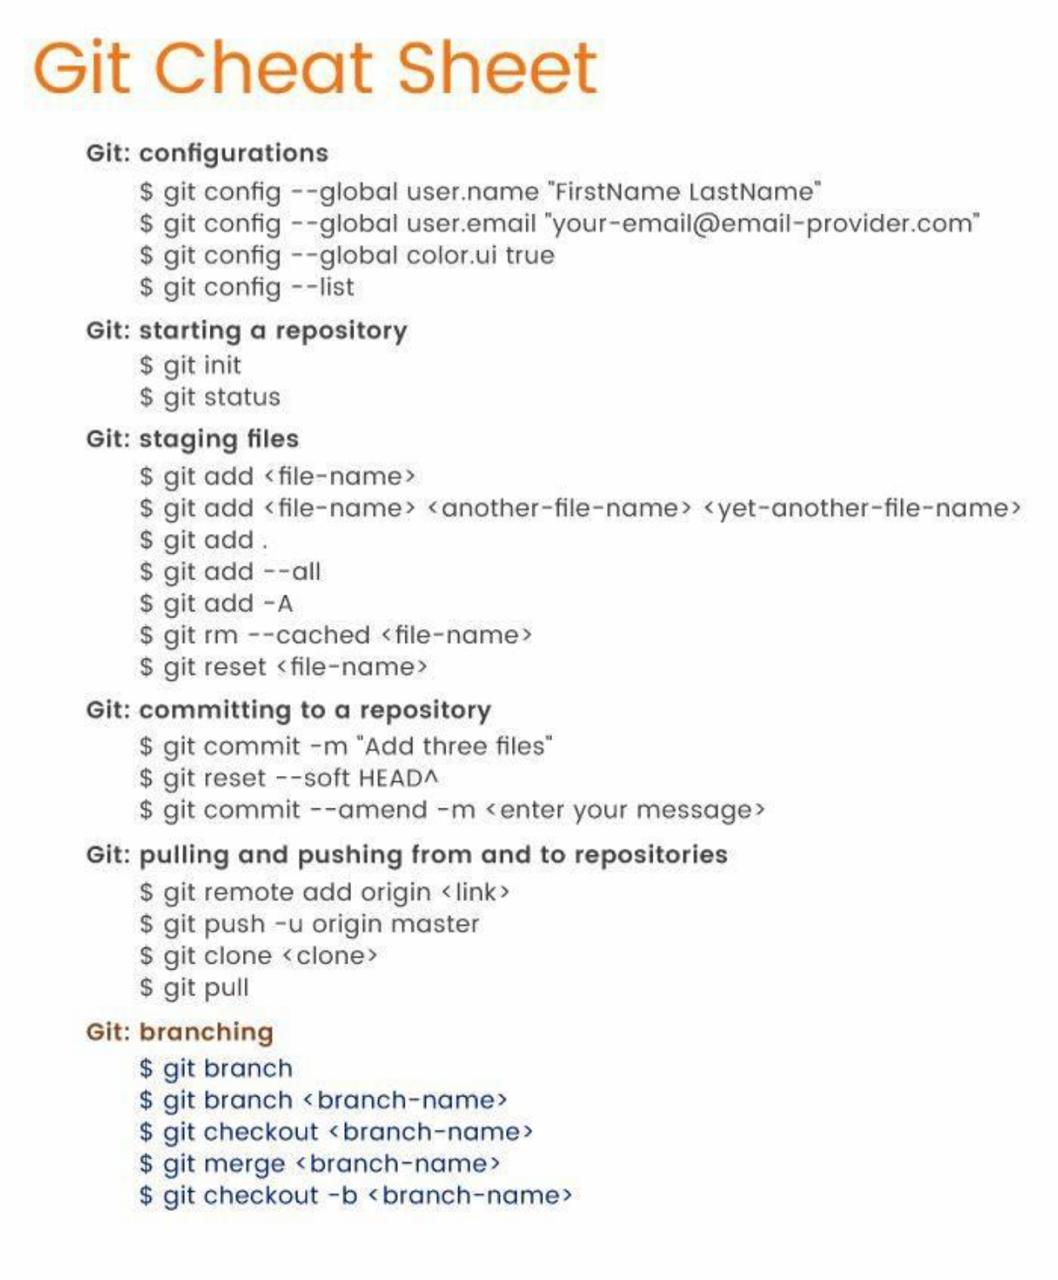 Git Cheat Sheet
Git: configurations
$ git config --global user.name "FirstName LastName"
$ git config --global user.email "your-email@email-provider.com"
$ git config --global color.ui true
$ git config --list
Git: starting a repository
$ git init
$ git status
Git: staging files
$ git add <file-name>
$ git add <file-name> <another-file-name> <yet-another-file-name>
$ git add .
$ git add --all
$ git add -A
$ git rm --cached <file-name>
$ git reset <file-name>
Git: committing to a repository
$ git commit -m "Add three files"
$ git reset --soft HEAD^
$ git commit --amend -m <enter your message>
Git: pulling and pushing from and to repositories
$ git remote add origin <link>
$ git push -u origin master
$ git clone <clone>
$ git pull
Git: branching
$ git branch
$ git branch <branch-name>
$ git checkout <branch-name>
$ git merge <branch-name>
$ git checkout -b <branch-name>